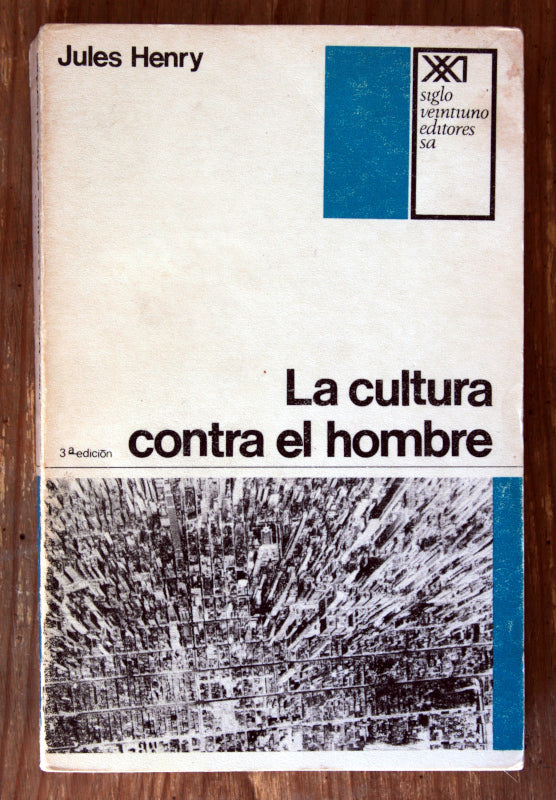 Jules Henry
XXI
siglo
veintiuno
editores
sa
La cultura
contra el hombre
3ª edición